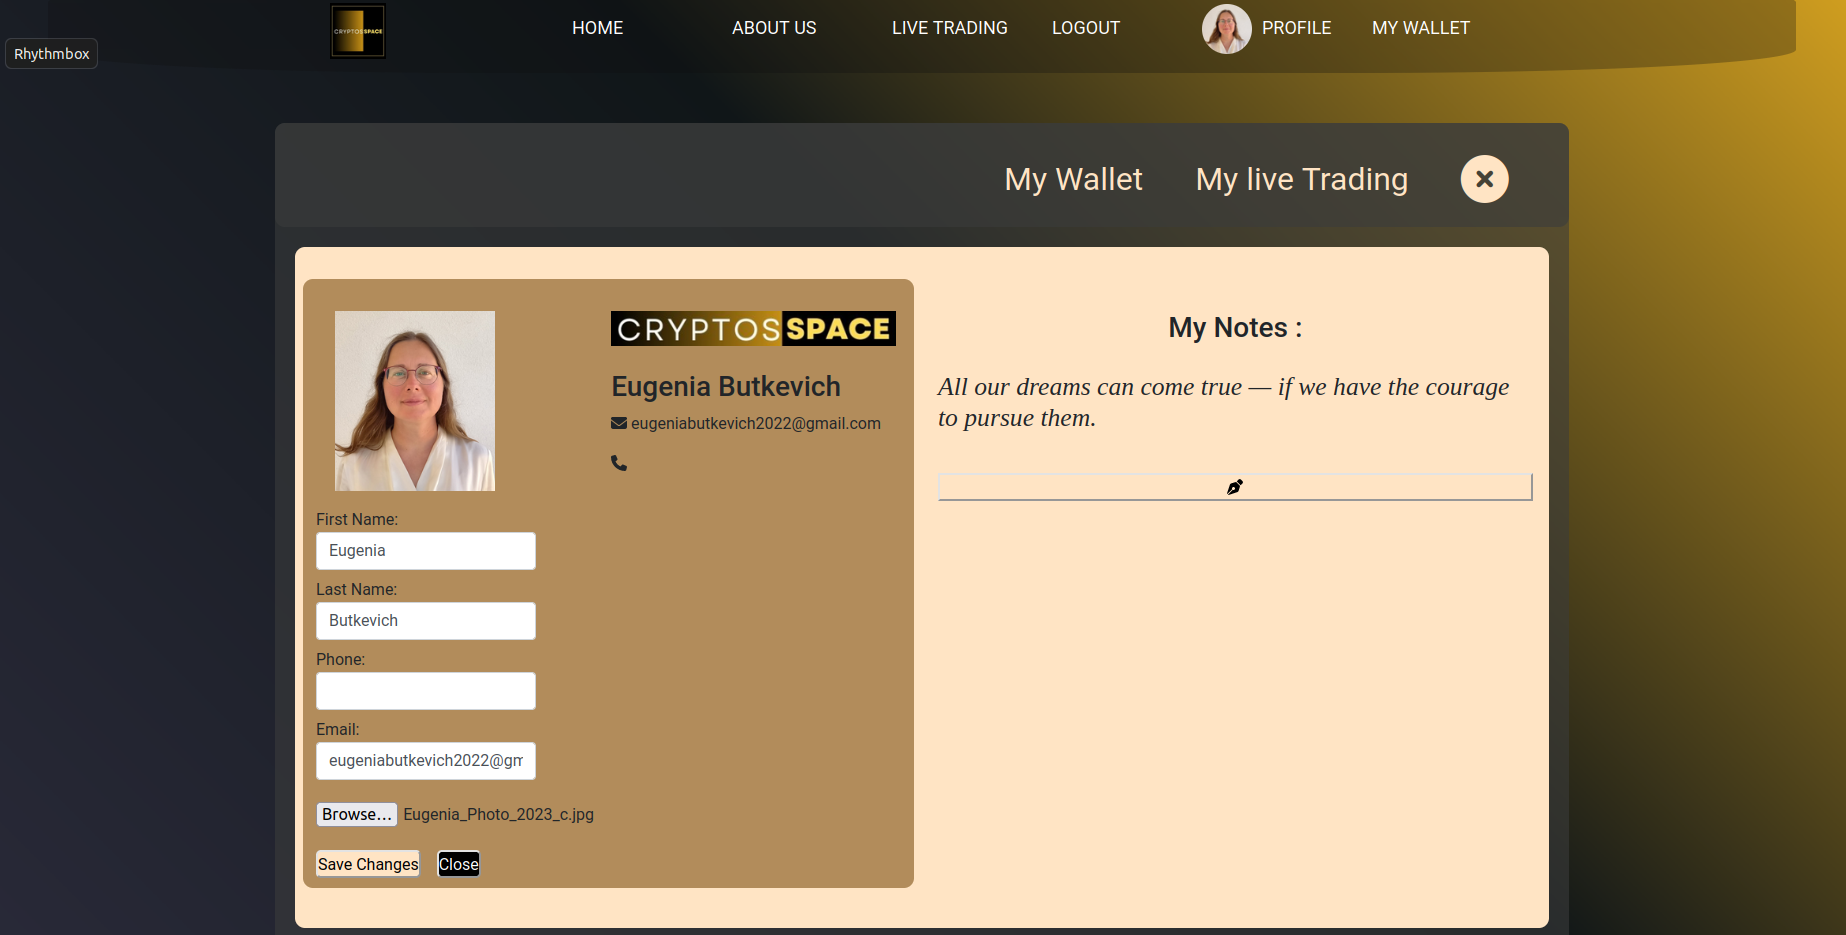 CRYPTOSSPACE
HOME
ABOUT US
LIVE TRADING
LOGOUT
PROFILE
MY WALLET
Rhythmbox
My Wallet
My live Trading
CRYPTOSSPACE
Eugenia Butkevich
eugeniabutkevich2022@gmail.com
First Name:
Eugenia
Last Name:
Butkevich
Phone:
Email:
eugeniabutkevich2022@gm
Browse...
Eugenia_Photo_2023_c.jpg
Save Changes
Close
My Notes :
All our dreams can come true — if we have the courage
to pursue them.